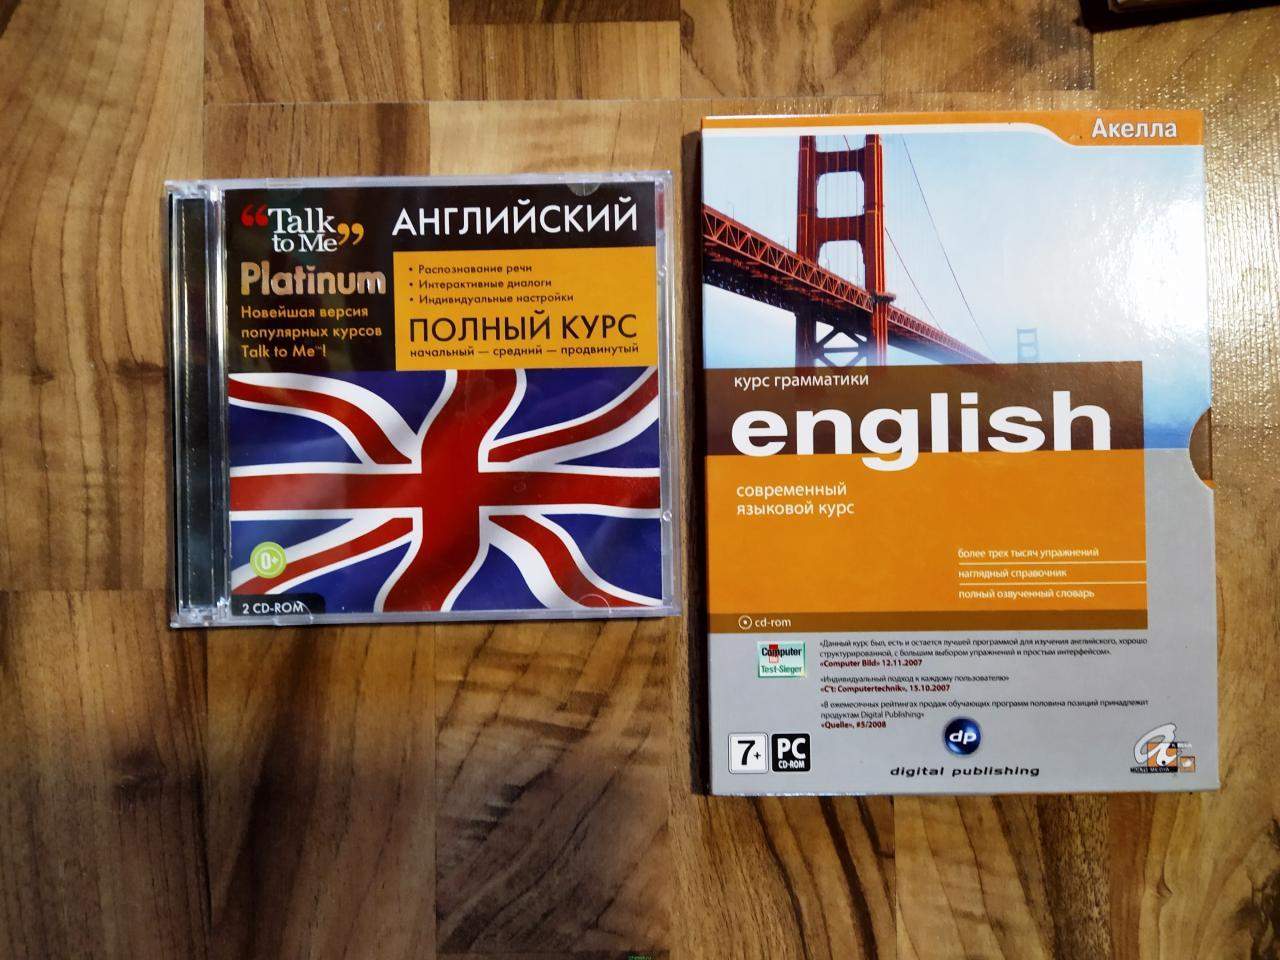 “Talk
to Me”
Platinum
Новейшая версия
популярных курсов
Talk to Me™!
АНГЛИЙСКИЙ
• Распознавание речи
• Интерактивные диалоги
• Индивидуальные настройки
ПОЛНЫЙ КУРС
начальный — средний — продвинутый
0+
2 CD-ROM
Акелла
курс грамматики
english
современный
языковой курс
более трех тысяч упражнений
наглядный справочник
полный озвученный словарь
cd-rom
Computer
Test-Sieger
«Данный курс был, есть и остается лучшей программой для изучения английского, хорошо
структурированной, с большим выбором упражнений и простым интерфейсом».
«Computer Bild» 12.11.2007
«Индивидуальный подход к каждому пользователю»
«C't: Computertechnik», 15.10.2007
«В ежемесячных рейтингах продаж обучающих программ половина позиций принадлежат
продуктам Digital Publishing»
«Quelle», #5/2008
7+
PC
CD-ROM
dp
digital publishing